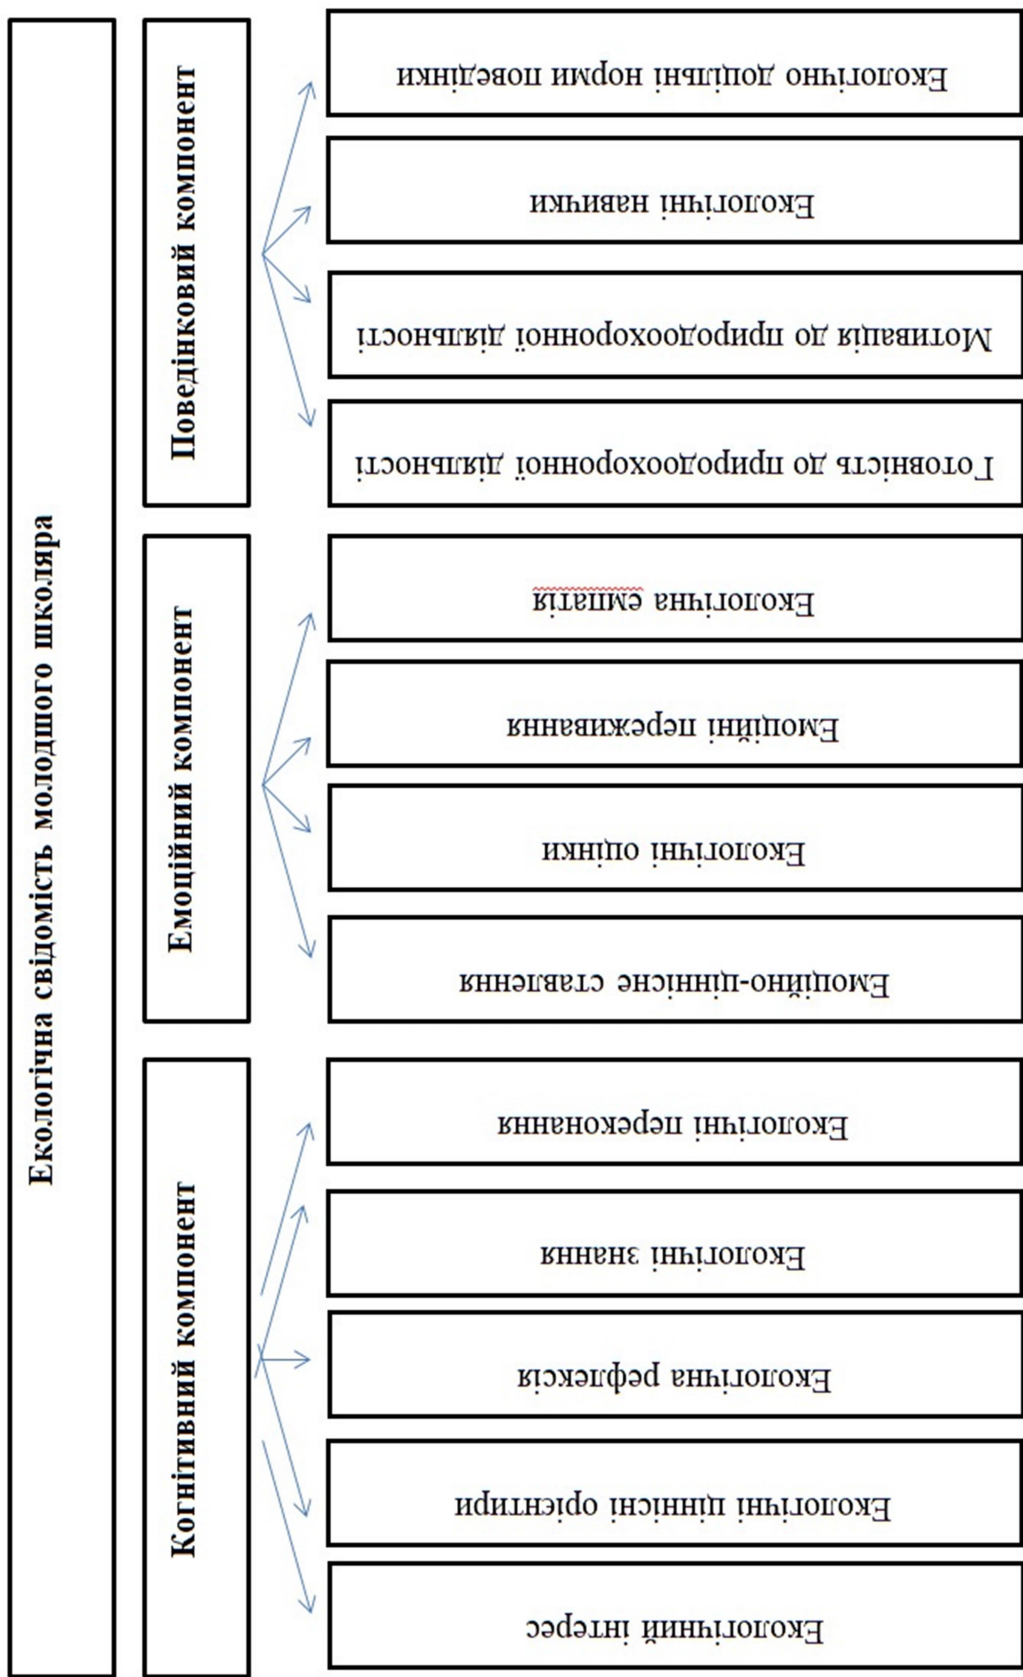 Екологічна свідомість молодшого школяра
Когнітивний компонент
Екологічний інтерес
Екологічні ціннісні орієнтири
Екологічна рефлексія
Екологічні знання
Екологічні переконання
Емоційний компонент
Емоційно-ціннісне ставлення
Екологічні оцінки
Емоційні переживання
Екологічна емпатія
Поведінковий компонент
Готовність до природоохоронної діяльності
Мотивація до природоохоронної діяльності
Екологічні навички
Екологічно доцільні норми поведінки